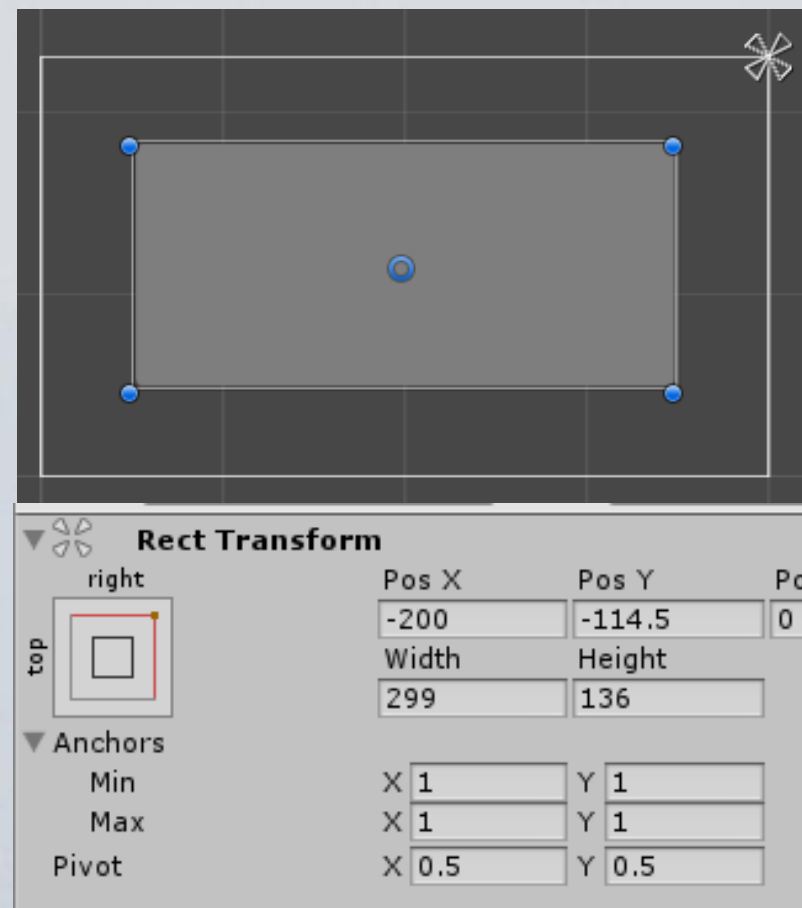 Rect Transform
right
top
Pos X Pos Y Po
-200 -114.5 0
Width Height
299 136
Anchors
Min X 1 Y 1
Max X 1 Y 1
Pivot X 0.5 Y 0.5